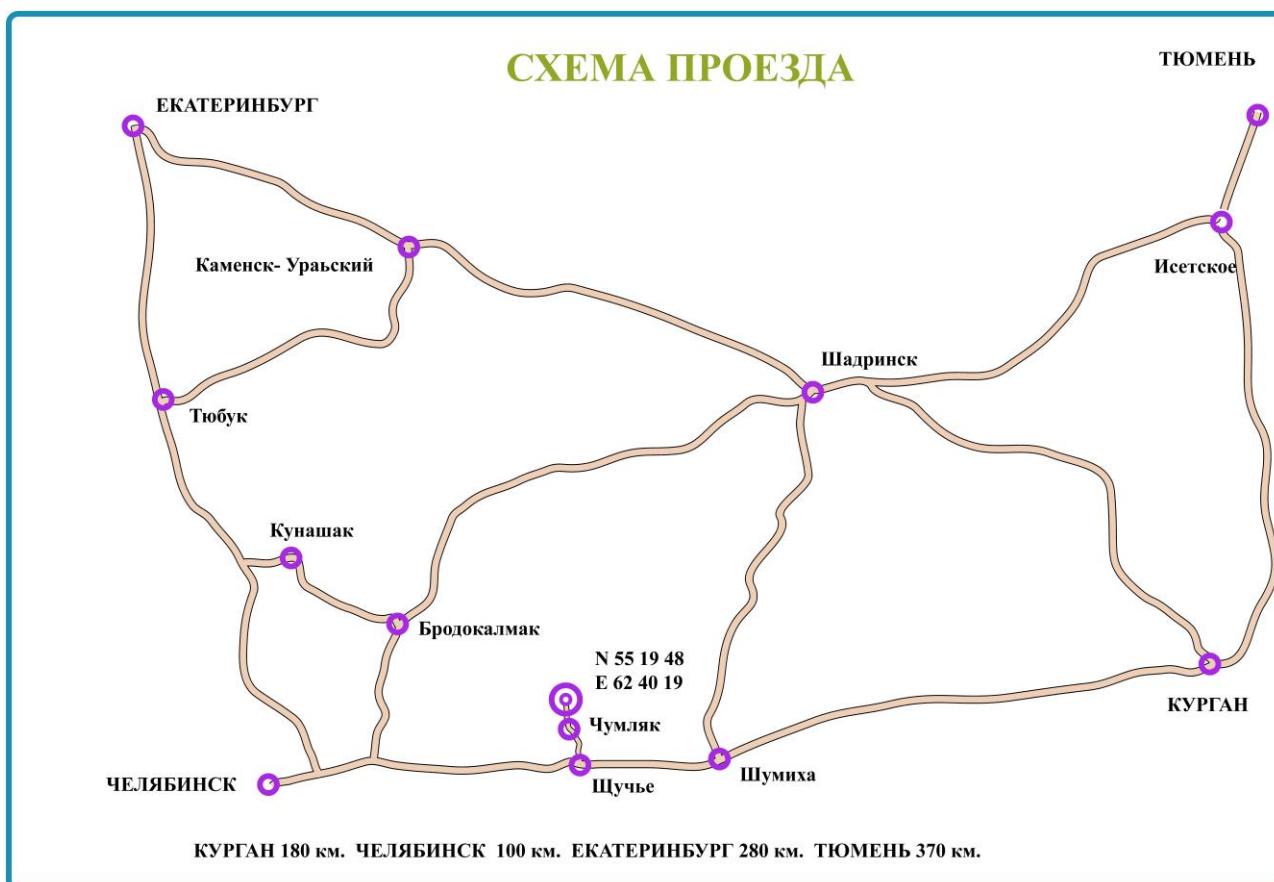 СХЕМА ПРОЕЗДА
ТЮМЕНЬ
ЕКАТЕРИНБУРГ
Каменск- Ураьский
Исетское
Шадринск
Тюбук
Кунашак
Бродокалмак
N 55 19 48
E 62 40 19
КУРГАН
Чумляк
ЧЕЛЯБИНСК
Щучье
Шумиха
КУРГАН 180 км. ЧЕЛЯБИНСК 100 км. ЕКАТЕРИНБУРГ 280 км. ТЮМЕНЬ 370 км.